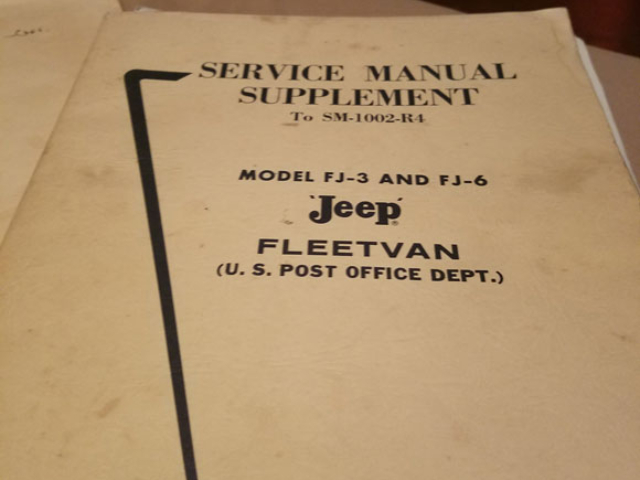 SERVICE MANUAL
SUPPLEMENT
To SM-1002-R4
MODEL FJ-3 AND FJ-6
'Jeep'®
FLEETVAN
(U. S. POST OFFICE DEPT.)